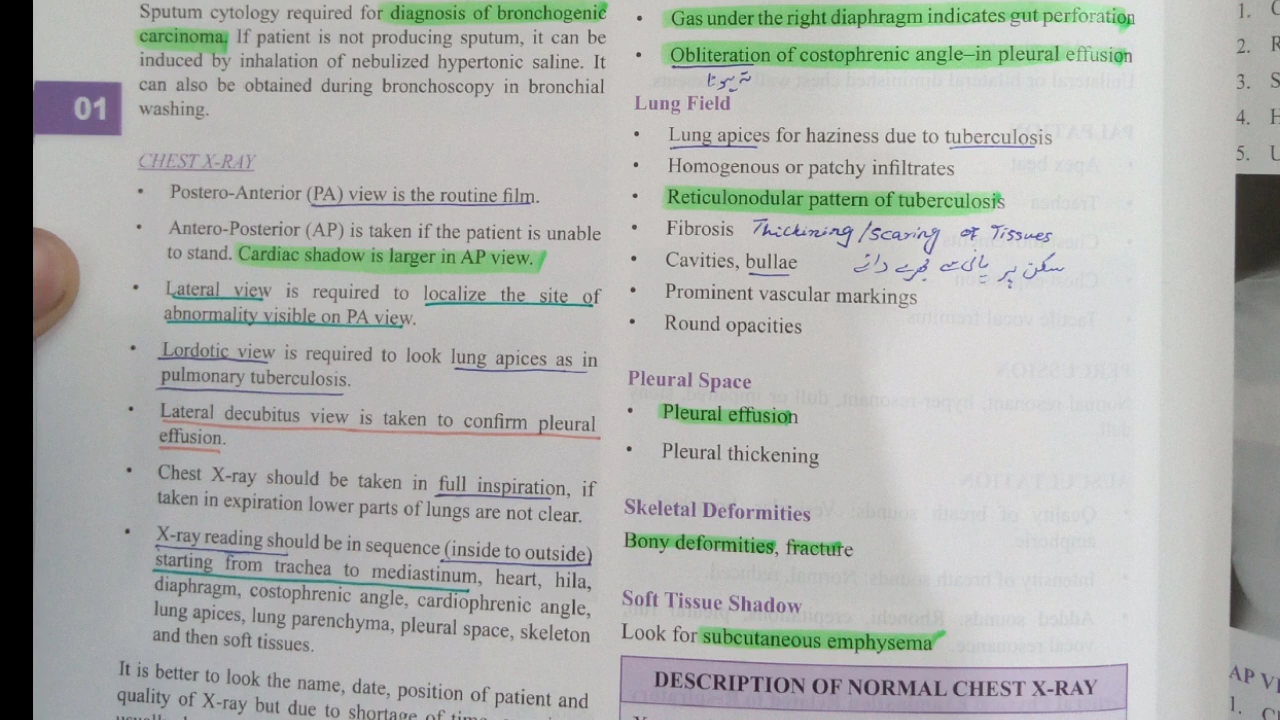 Sputum cytology required for diagnosis of bronchogenic
carcinoma. If patient is not producing sputum, it can be
induced by inhalation of nebulized hypertonic saline. It
can also be obtained during bronchoscopy in bronchial
washing.
01
CHEST X-RAY
• Postero-Anterior (PA) view is the routine film.
• Antero-Posterior (AP) is taken if the patient is unable
to stand. Cardiac shadow is larger in AP view.
• Lateral view is required to localize the site of
abnormality visible on PA view.
• Lordotic view is required to look lung apices as in
pulmonary tuberculosis.
• Lateral decubitus view is taken to confirm pleural
effusion.
• Chest X-ray should be taken in full inspiration, if
taken in expiration lower parts of lungs are not clear.
• X-ray reading should be in sequence (inside to outside)
starting from trachea to mediastinum, heart, hila,
diaphragm, costophrenic angle, cardiophrenic angle,
lung apices, lung parenchyma, pleural space, skeleton
and then soft tissues.
It is better to look the name, date, position of patient and
quality of X-ray but due to shortage of time
• Gas under the right diaphragm indicates gut perforation
• Obliteration of costophrenic angle–in pleural effusion
Lung Field
• Lung apices for haziness due to tuberculosis
• Homogenous or patchy infiltrates
• Reticulonodular pattern of tuberculosis
• Fibrosis Thickining/scaring of Tissues
• Cavities, bullae
• Prominent vascular markings
• Round opacities
Pleural Space
• Pleural effusion
• Pleural thickening
Skeletal Deformities
Bony deformities, fracture
Soft Tissue Shadow
Look for subcutaneous emphysema
DESCRIPTION OF NORMAL CHEST X-RAY
1.
2.
3.
4.
5.
AP
1.